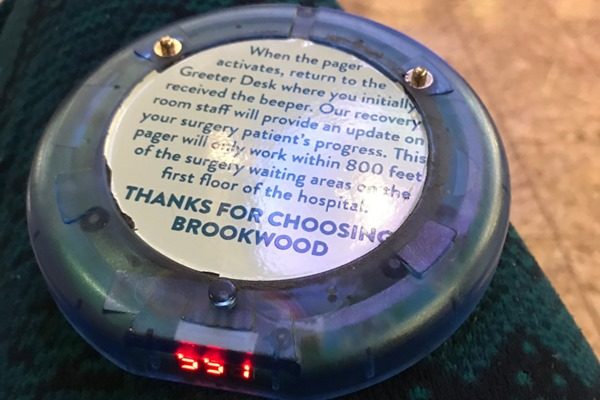 When the pager
activates, return to the
Greeter Desk where you initially
received the beeper. Our recovery
room staff will provide an update on
your surgery patient's progress. This
pager will only work within 800 feet
of the surgery waiting areas on the
first floor of the hospital.
THANKS FOR CHOOSING
BROOKWOOD
551